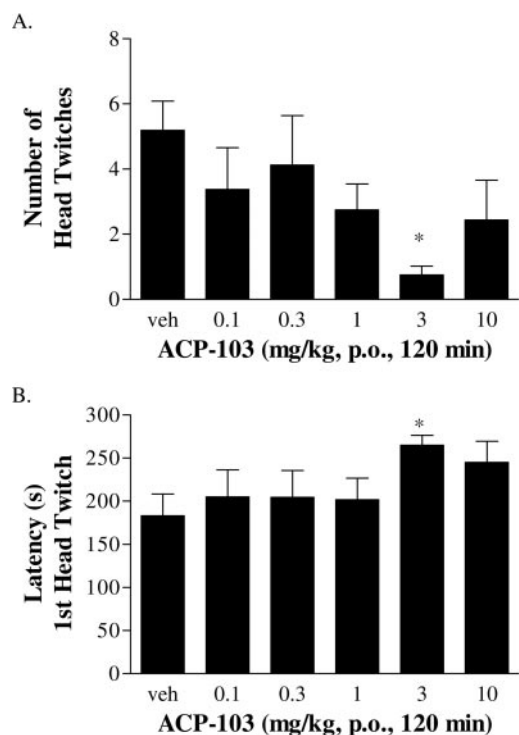 A.
Number of
Head Twitches
8
6
4
2
0
*
veh 0.1 0.3 1 3 10
ACP-103 (mg/kg, p.o., 120 min)
B.
Latency (s)
1st Head Twitch
300
250
200
150
100
50
0
*
veh 0.1 0.3 1 3 10
ACP-103 (mg/kg, p.o., 120 min)